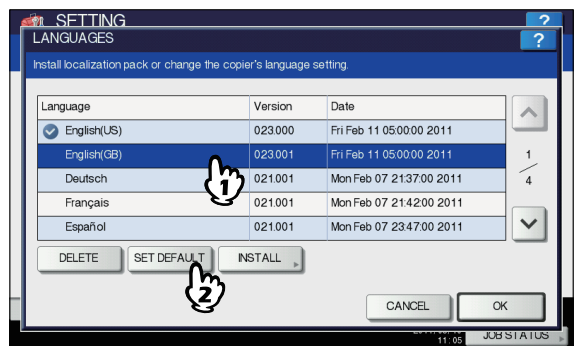 SETTING ?
LANGUAGES ?
Install localization pack or change the copier's language setting.
Language Version Date
English(US) 023.000 Fri Feb 11 05:00:00 2011
English(GB) 023.001 Fri Feb 11 05:00:00 2011
Deutsch 021.001 Mon Feb 07 21:37:00 2011
Français 021.001 Mon Feb 07 21:42:00 2011
Español 021.001 Mon Feb 07 23:47:00 2011
1
4
1
DELETE SET DEFAULT INSTALL
2
CANCEL OK
11:05 JOB STATUS